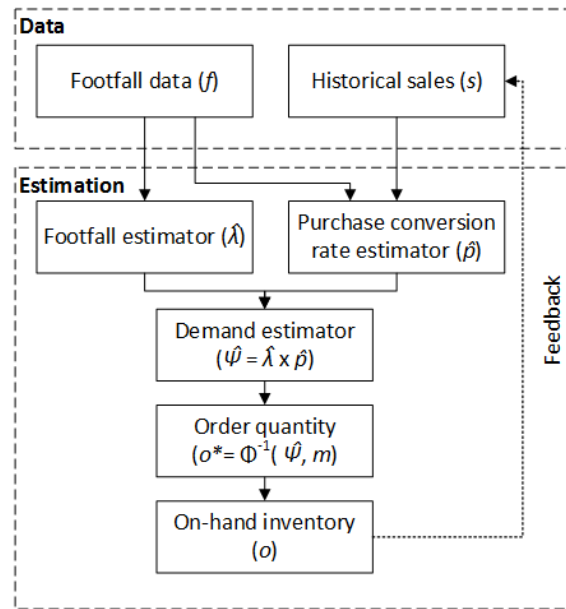 Data
Footfall data (f)
Historical sales (s)
Estimation
Footfall estimator (λ̂)
Purchase conversion
rate estimator (p̂)
Demand estimator
(ψ̂ = λ̂ x p̂)
Order quantity
(o*= Φ⁻¹( ψ̂, m)
On-hand inventory
(o)
Feedback